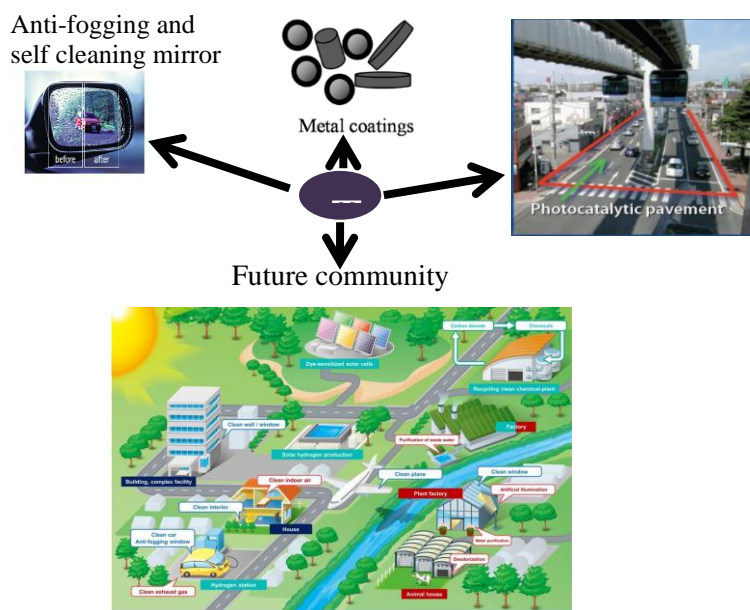 Anti-fogging and
self cleaning mirror
before
after
Metal coatings
Photocatalytic pavement
Future community
Carbon dioxide
Chemicals
Dye-sensitized solar cells
Recycling clean chemical-plant
Clean wall / window
Factory
Purification of waste water
Solar hydrogen production
Building, complex facility
Clean indoor air
Clean plane
Clean window
Plant factory
Artificial illumination
Clean interior
House
Clean car
Anti-fogging window
Water purification
Deodorization
Clean exhaust gas
Hydrogen station
Animal house